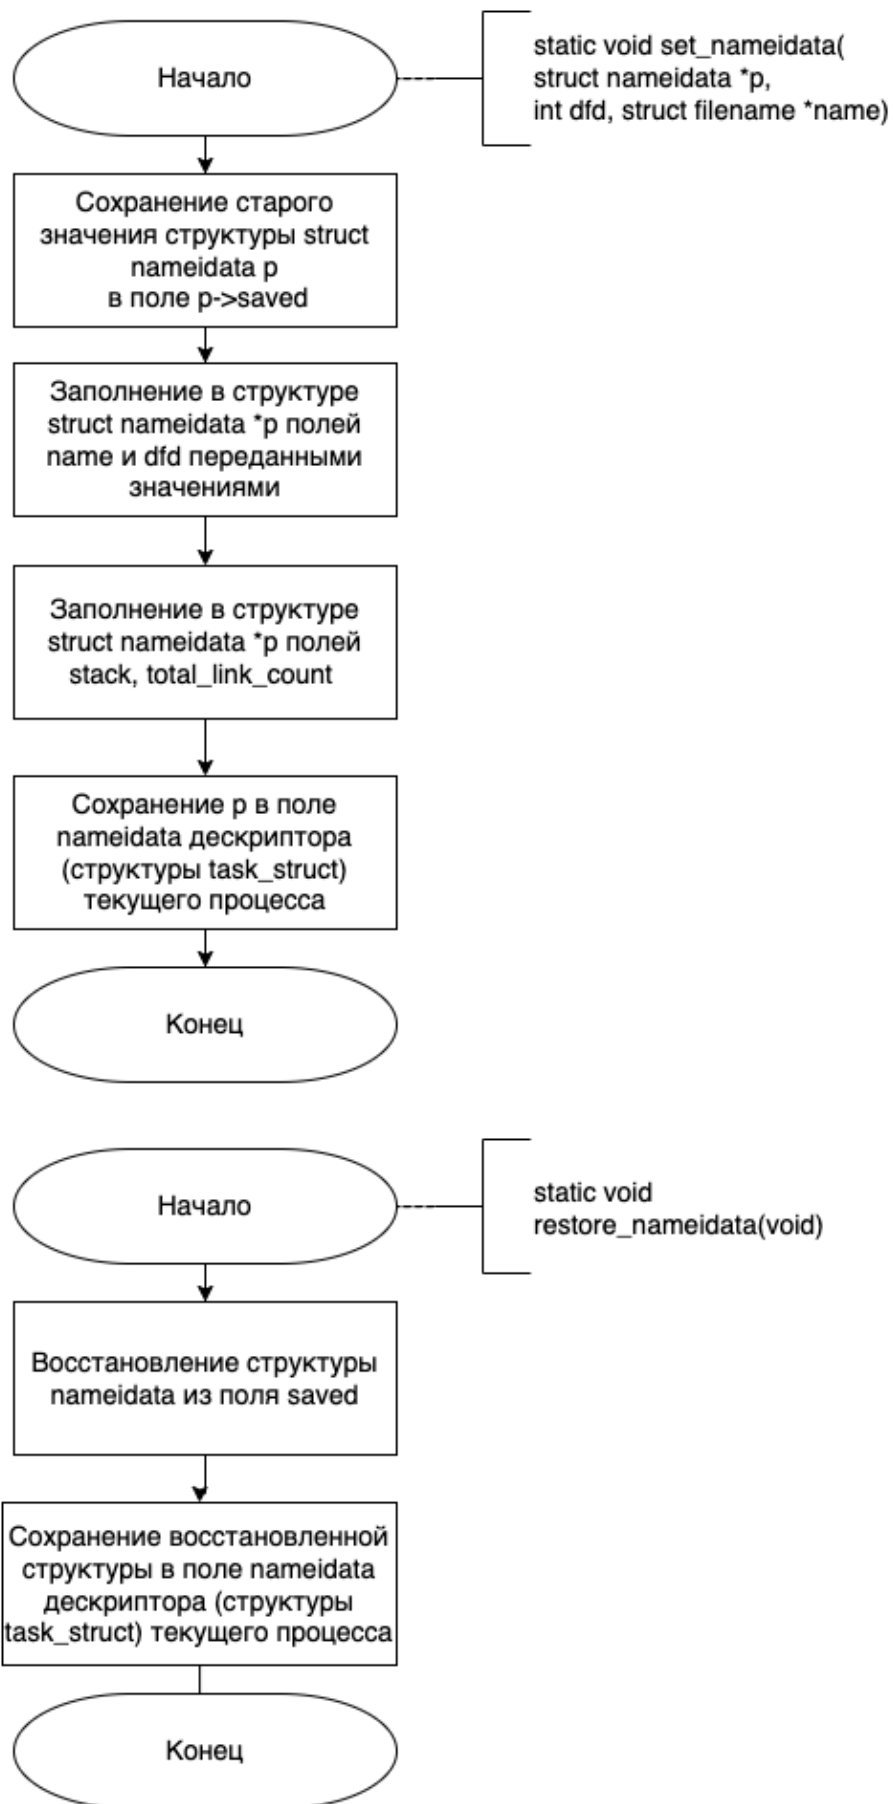 Начало
static void set_nameidata(
struct nameidata *p,
int dfd, struct filename *name)
Сохранение старого
значения структуры struct
nameidata p
в поле p->saved
Заполнение в структуре
struct nameidata *p полей
name и dfd переданными
значениями
Заполнение в структуре
struct nameidata *p полей
stack, total_link_count
Сохранение p в поле
nameidata дескриптора
(структуры task_struct)
текущего процесса
Конец
Начало
static void
restore_nameidata(void)
Восстановление структуры
nameidata из поля saved
Сохранение восстановленной
структуры в поле nameidata
дескриптора (структуры
task_struct) текущего процесса
Конец